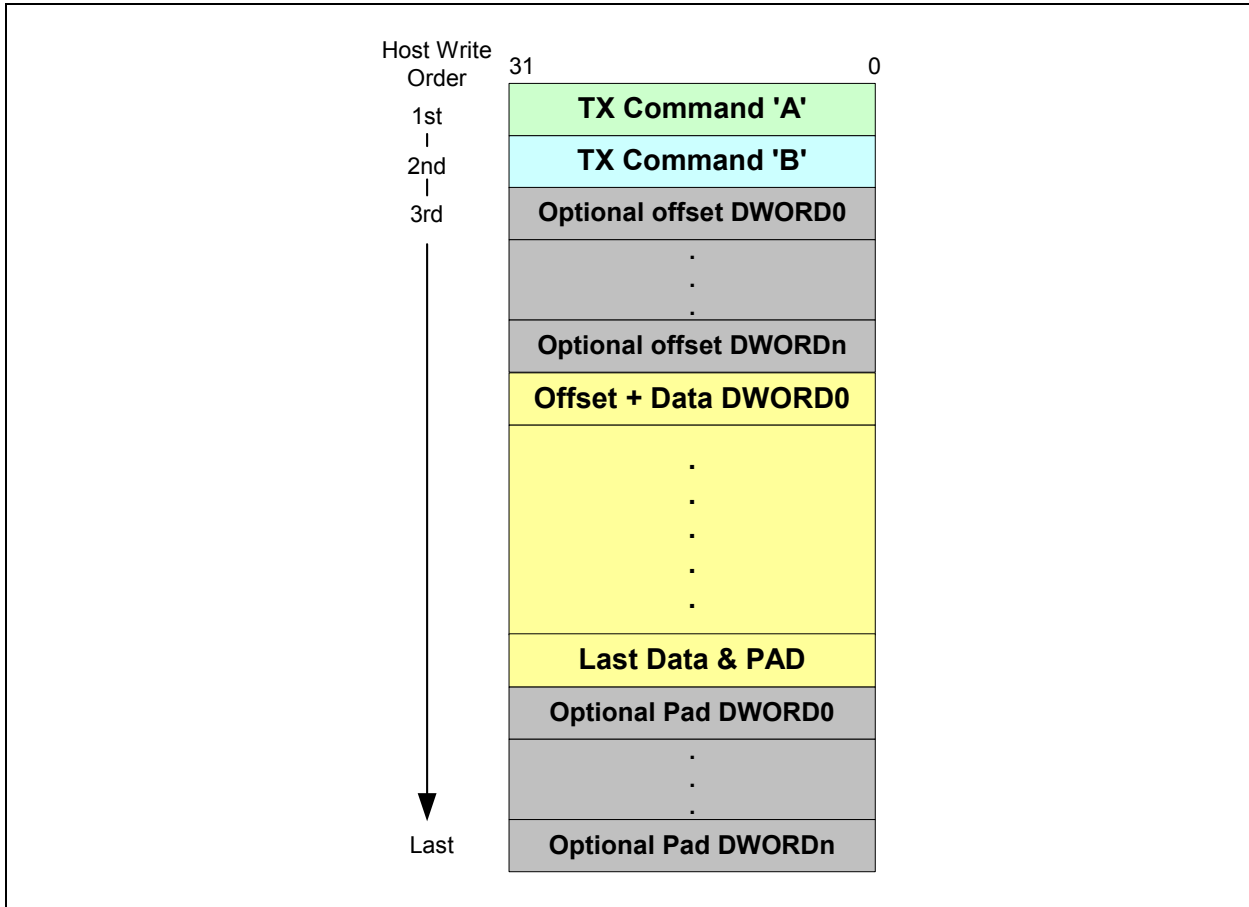 Host Write
Order
31
0
1st
TX Command 'A'
2nd
TX Command 'B'
3rd
Optional offset DWORD0
.
.
.
Optional offset DWORDn
Offset + Data DWORD0
.
.
.
.
.
Last Data & PAD
Optional Pad DWORD0
.
.
.
Last
Optional Pad DWORDn